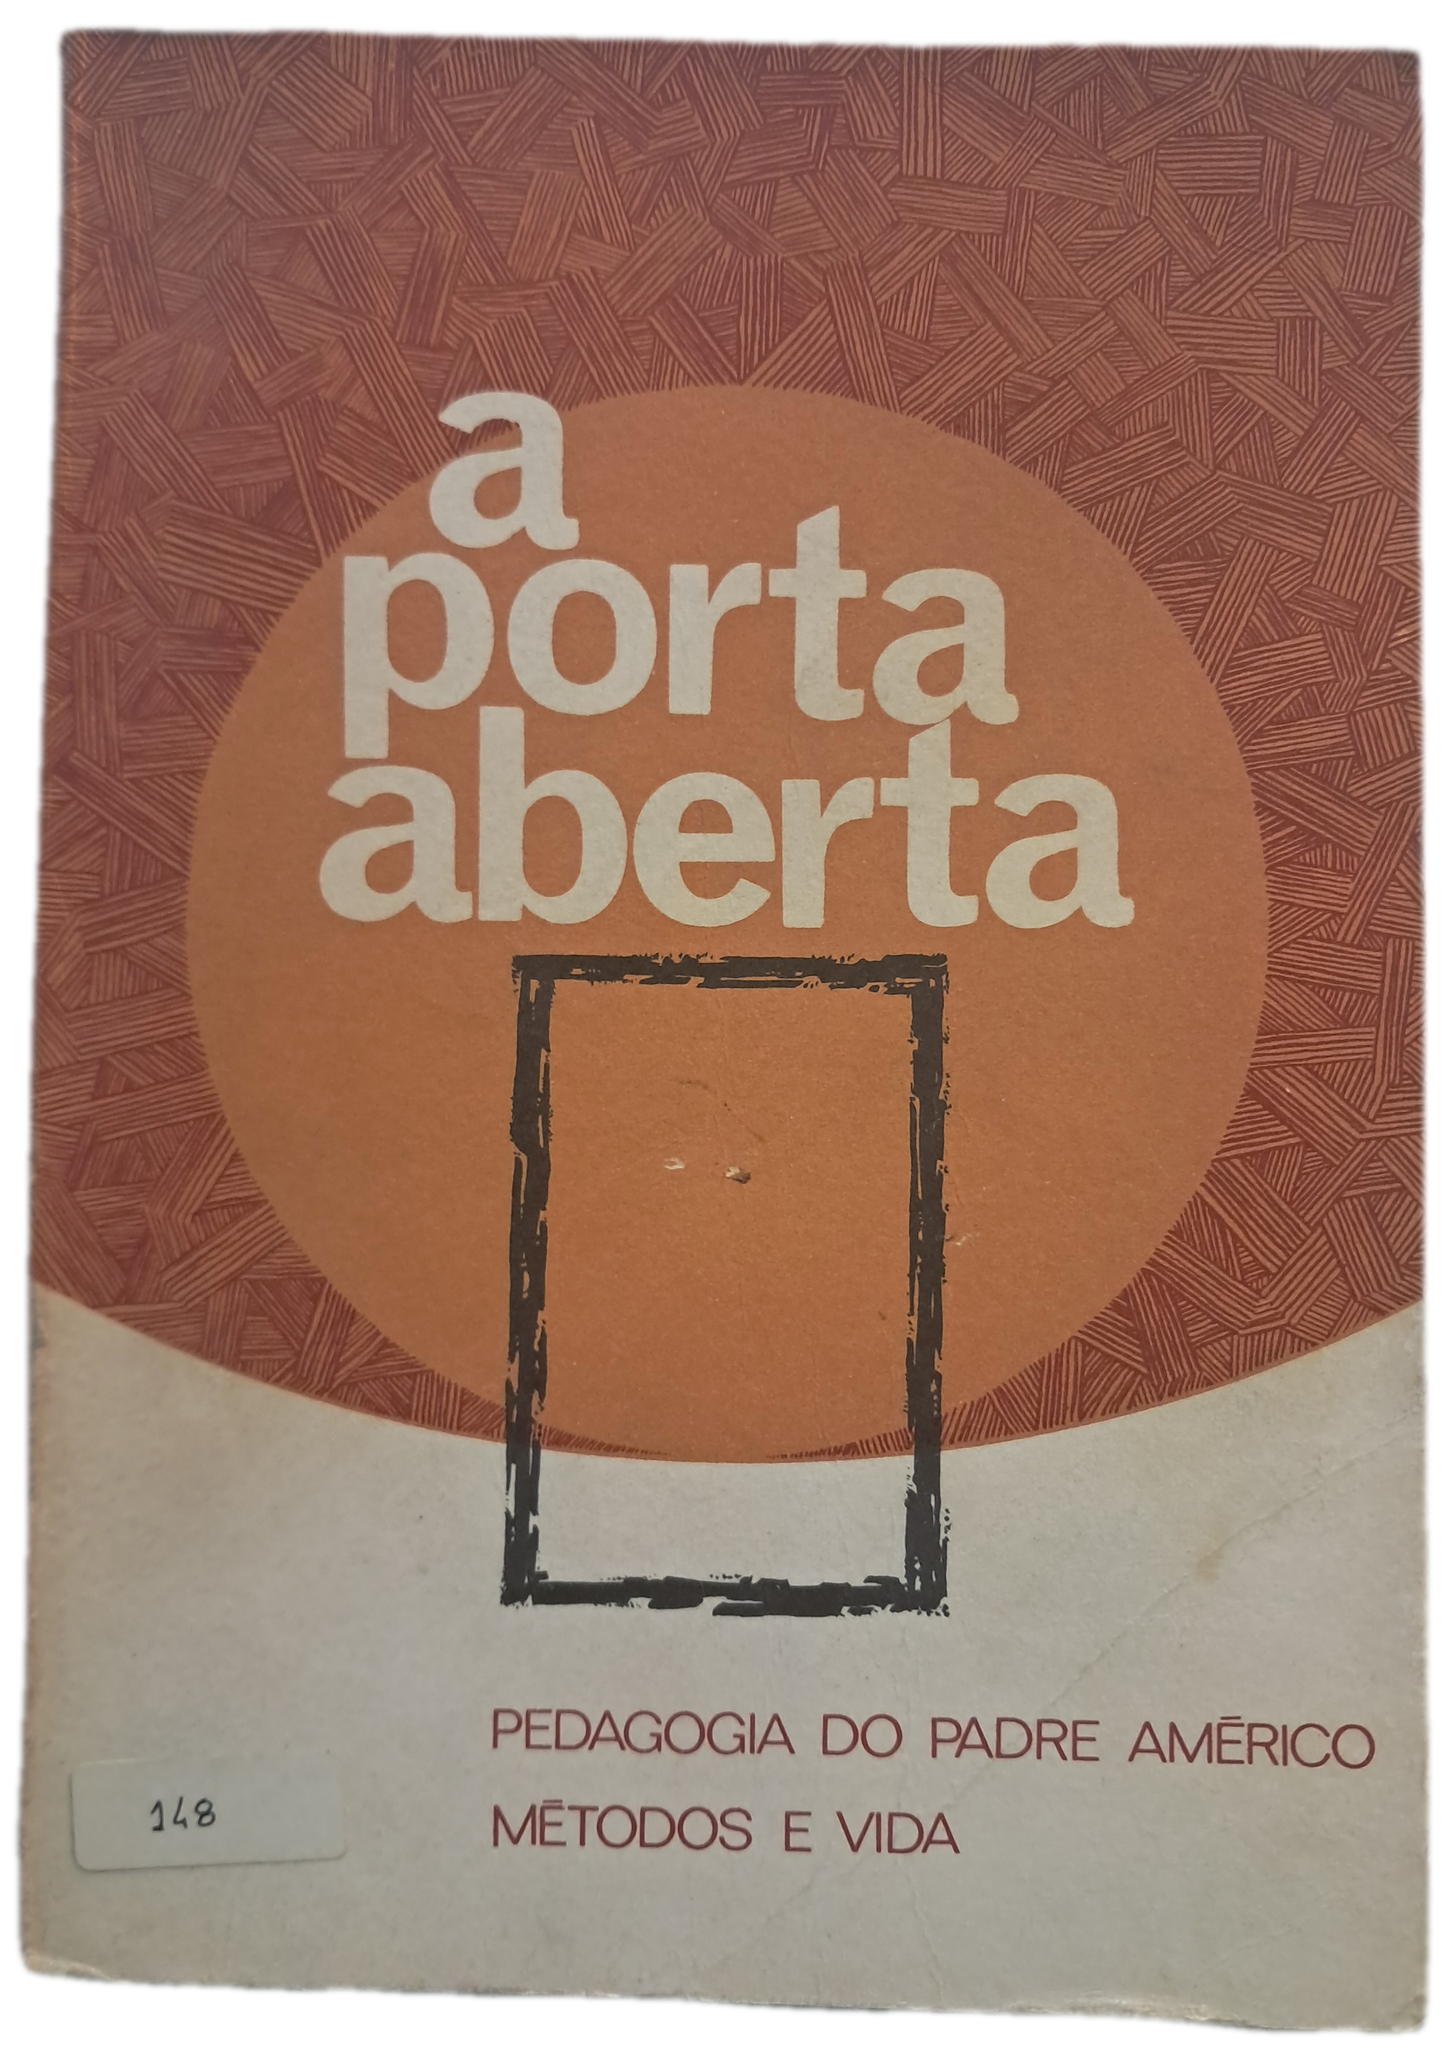 a
porta
aberta
PEDAGOGIA DO PADRE AMÉRICO
MÉTODOS E VIDA
148